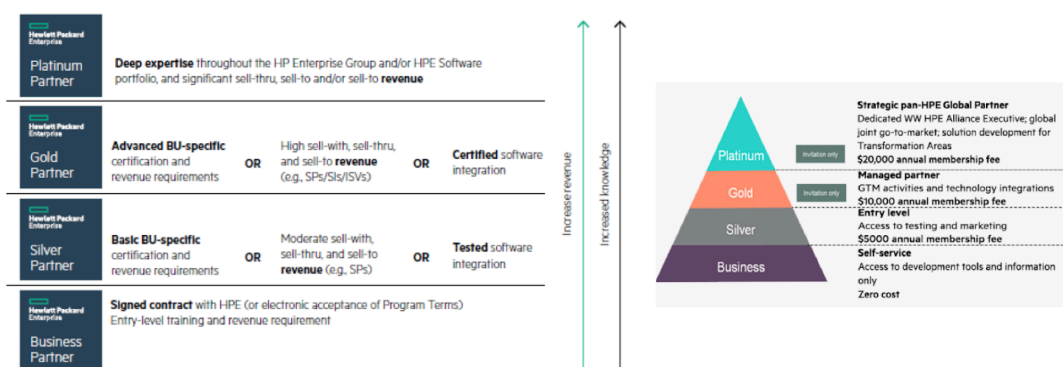 Hewlett Packard
Enterprise
Platinum
Partner
Deep expertise throughout the HP Enterprise Group and/or HPE Software
portfolio, and significant sell-thru, sell-to and/or sell-to revenue
Hewlett Packard
Enterprise
Gold
Partner
Advanced BU-specific
certification and
revenue requirements
OR
High sell-with, sell-thru,
and sell-to revenue
(e.g., SPs/SIs/ISVs)
OR
Certified software
integration
Hewlett Packard
Enterprise
Silver
Partner
Basic BU-specific
certification and
revenue requirements
OR
Moderate sell-with,
sell-thru, and sell-to
revenue (e.g., SPs)
OR
Tested software
integration
Hewlett Packard
Enterprise
Business
Partner
Signed contract with HPE (or electronic acceptance of Program Terms)
Entry-level training and revenue requirement
Increase revenue
Increased knowledge
Platinum
Gold
Silver
Business
Invitation only
Invitation only
Strategic pan-HPE Global Partner
Dedicated WW HPE Alliance Executive; global
joint go-to-market; solution development for
Transformation Areas
$20,000 annual membership fee
Managed partner
GTM activities and technology integrations
$10,000 annual membership fee
Entry level
Access to testing and marketing
$5000 annual membership fee
Self-service
Access to development tools and information
only
Zero cost